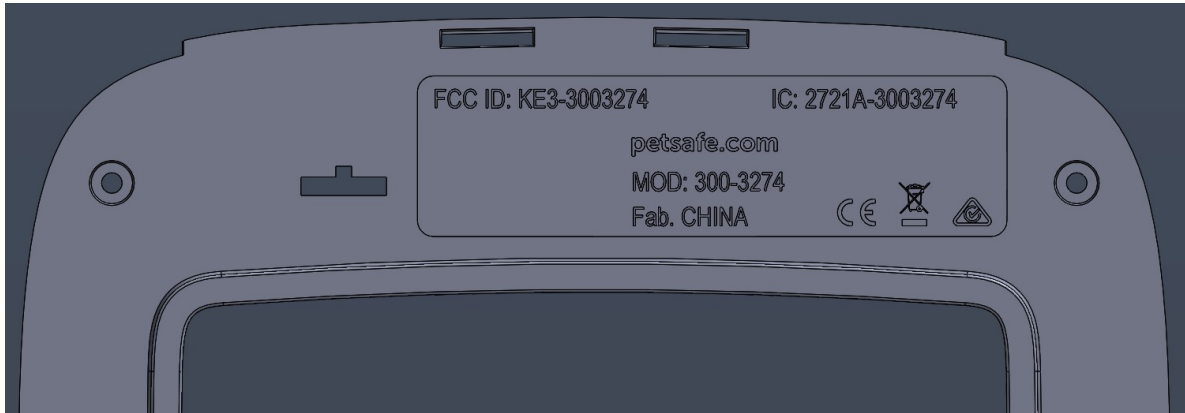 FCC ID: KE3-3003274 IC: 2721A-3003274
petsafe.com
MOD: 300-3274
Fab. CHINA CE